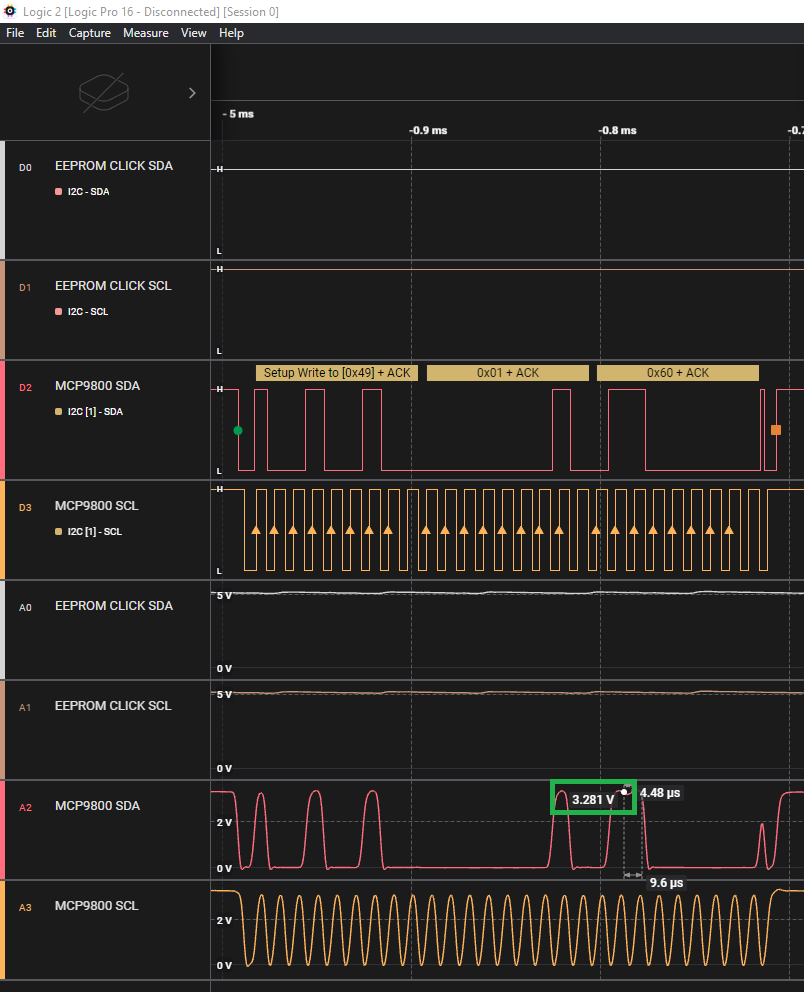 Logic 2 [Logic Pro 16 - Disconnected] [Session 0]
File Edit Capture Measure View Help
- 5 ms
-0.9 ms -0.8 ms -0.7
D0 EEPROM CLICK SDA
I2C - SDA
H
L
D1 EEPROM CLICK SCL
I2C - SCL
H
L
Setup Write to [0x49] + ACK 0x01 + ACK 0x60 + ACK
D2 MCP9800 SDA
I2C [1] - SDA
H
L
D3 MCP9800 SCL
I2C [1] - SCL
H
L
A0 EEPROM CLICK SDA
5 V
0 V
A1 EEPROM CLICK SCL
5 V
0 V
A2 MCP9800 SDA
3.281 V 4.48 µs
2 V
0 V
9.6 µs
A3 MCP9800 SCL
2 V
0 V